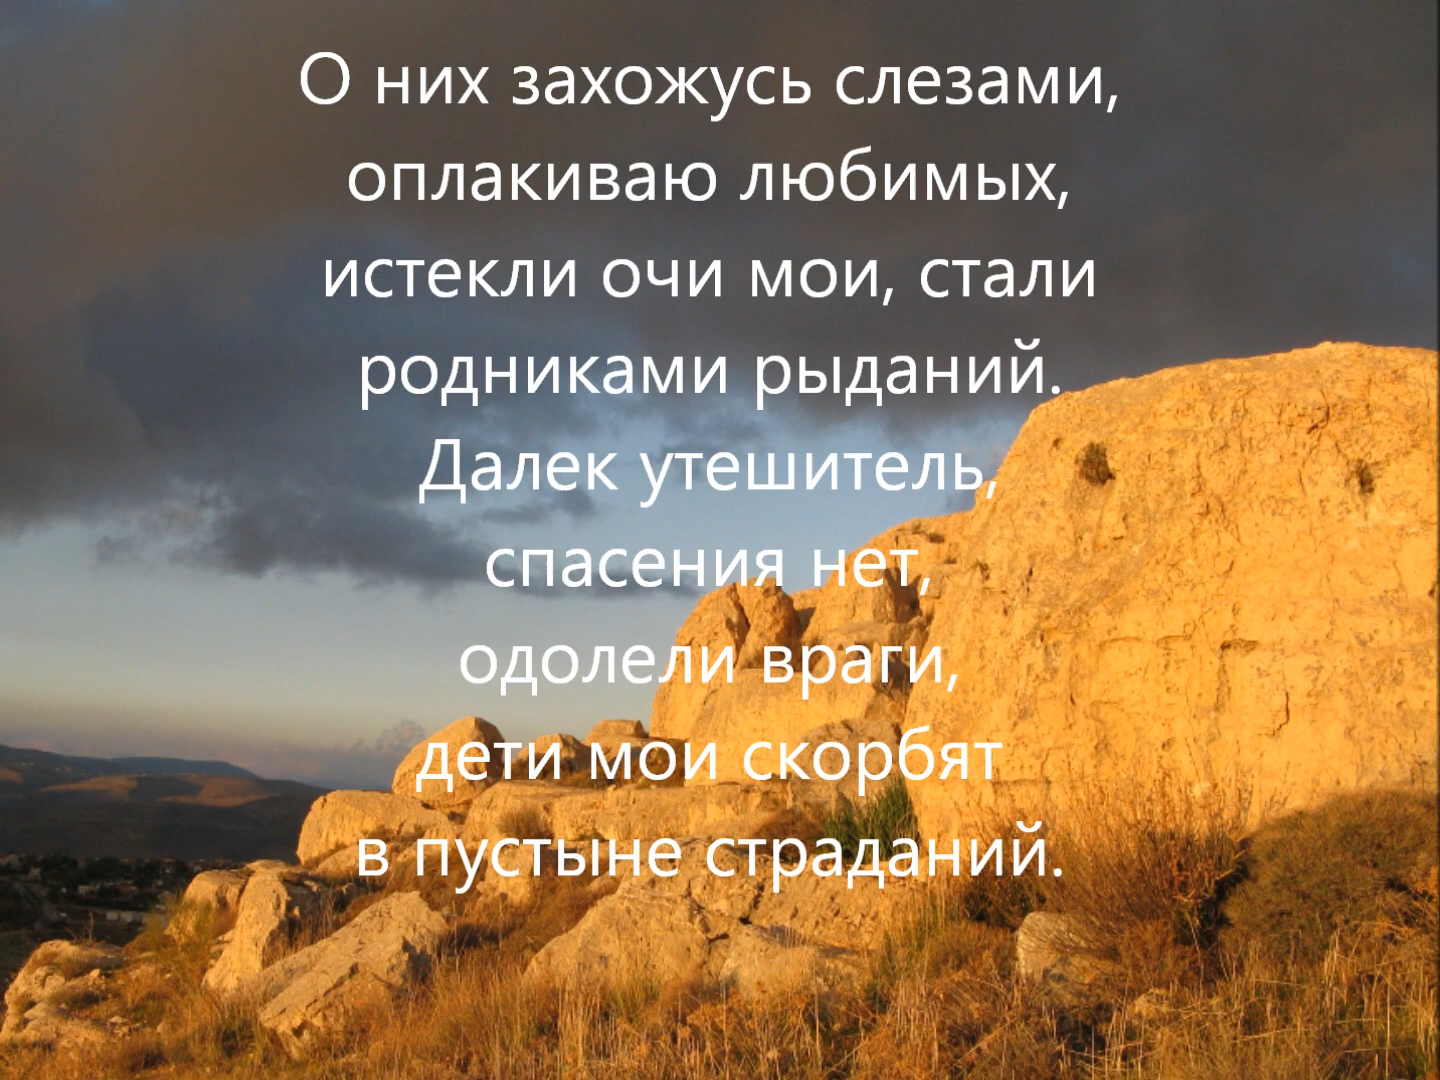 О них захожусь слезами,
оплакиваю любимых,
истекли очи мои, стали
родниками рыданий.
Далек утешитель,
спасения нет,
одолели враги,
дети мои скорбят
в пустыне страданий.